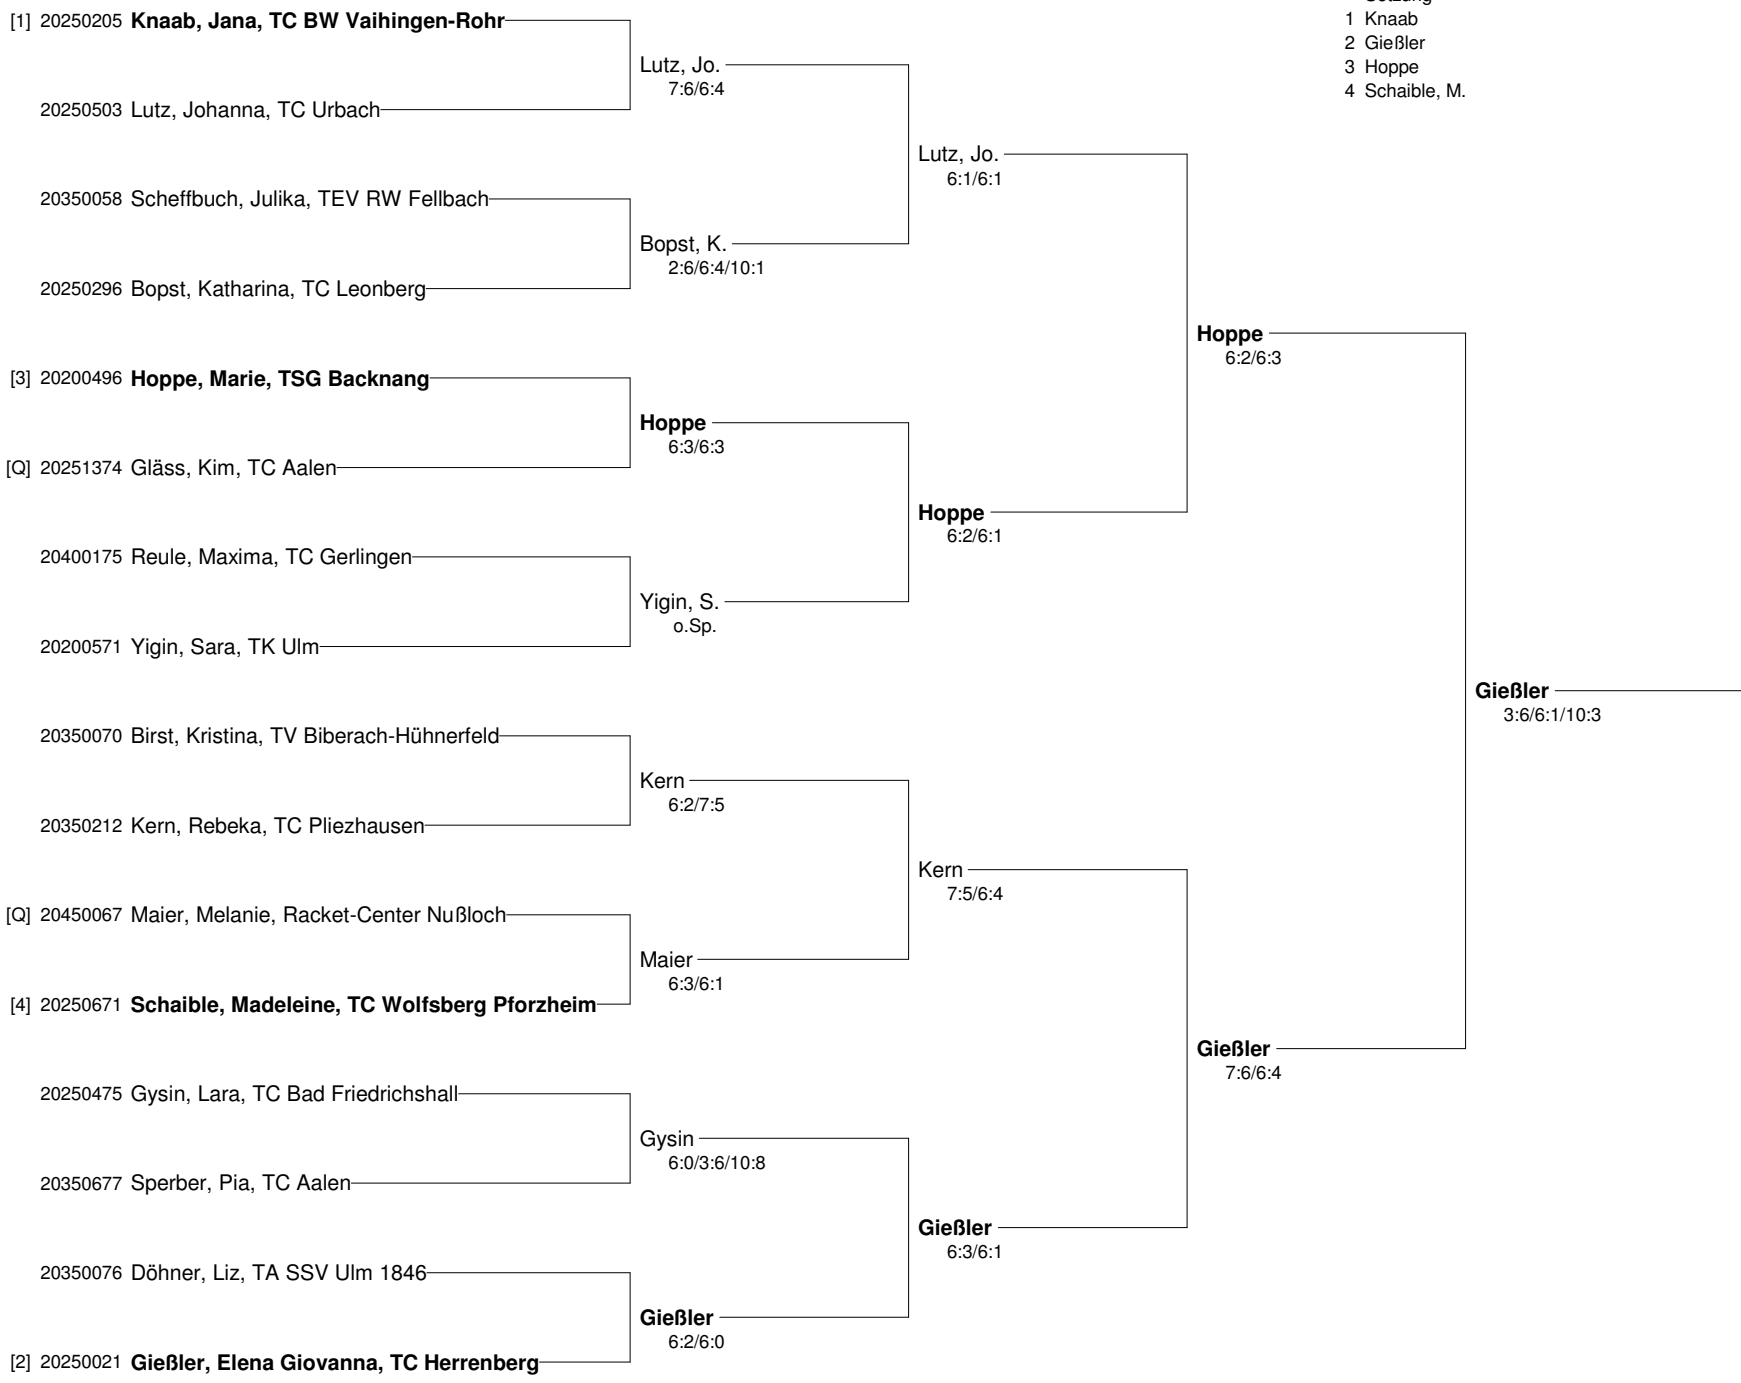 Setzung
1 Knaab
2 Gießler
3 Hoppe
4 Schaible, M.
[1] 20250205 Knaab, Jana, TC BW Vaihingen-Rohr
Lutz, Jo.
7:6/6:4
20250503 Lutz, Johanna, TC Urbach
Lutz, Jo.
6:1/6:1
20350058 Scheffbuch, Julika, TEV RW Fellbach
Bopst, K.
2:6/6:4/10:1
20250296 Bopst, Katharina, TC Leonberg
Hoppe
6:2/6:3
[3] 20200496 Hoppe, Marie, TSG Backnang
Hoppe
6:3/6:3
[Q] 20251374 Gläss, Kim, TC Aalen
Hoppe
6:2/6:1
20400175 Reule, Maxima, TC Gerlingen
Yigin, S.
o.Sp.
20200571 Yigin, Sara, TK Ulm
Gießler
3:6/6:1/10:3
20350070 Birst, Kristina, TV Biberach-Hühnerfeld
Kern
6:2/7:5
20350212 Kern, Rebeka, TC Pliezhausen
Kern
7:5/6:4
[Q] 20450067 Maier, Melanie, Racket-Center Nußloch
Maier
6:3/6:1
[4] 20250671 Schaible, Madeleine, TC Wolfsberg Pforzheim
Gießler
7:6/6:4
20250475 Gysin, Lara, TC Bad Friedrichshall
Gysin
6:0/3:6/10:8
20350677 Sperber, Pia, TC Aalen
Gießler
6:3/6:1
20350076 Döhner, Liz, TA SSV Ulm 1846
Gießler
6:2/6:0
[2] 20250021 Gießler, Elena Giovanna, TC Herrenberg